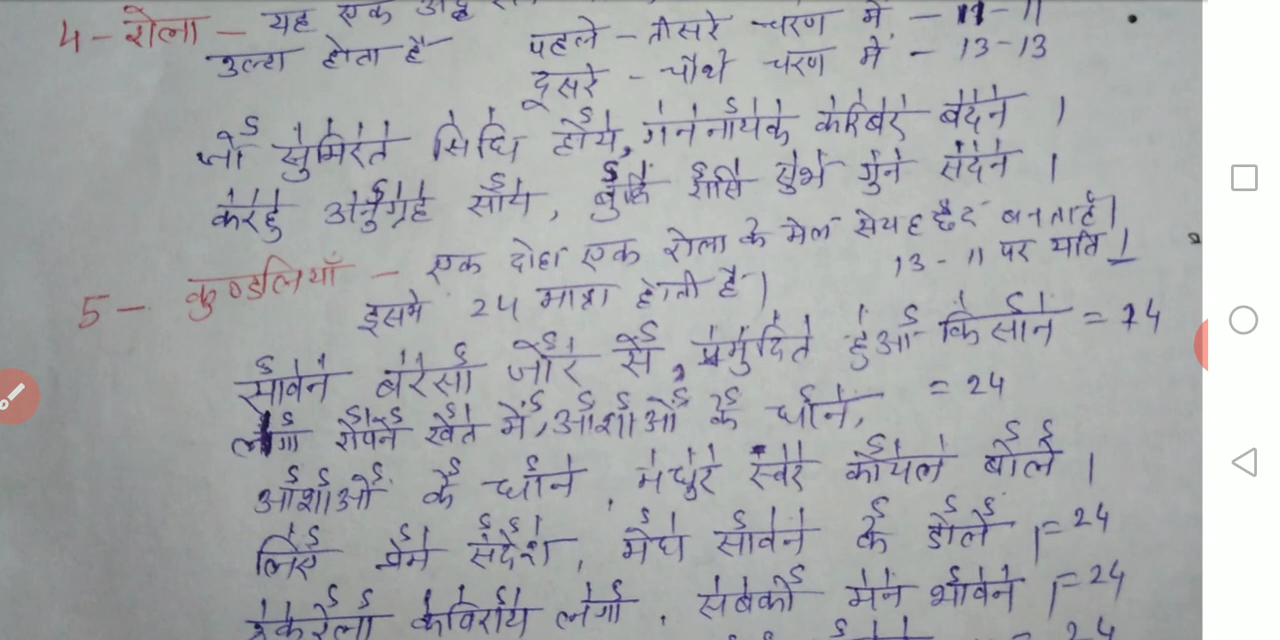 4 - रोला - यह एक
उल्टा होता है पहले - तीसरे चरण में - 11 - 11
दूसरे - चौथे चरण में - 13 - 13
जो सुमिरत सिधि होय, गननायक करिबर बदन ।
करहु अनुग्रह सोय, बुद्धि रासि सुभ गुन सदन ।
5 - कुण्डलियाँ - एक दोहा एक रोला के मेल से यह छंद बनता है।
इसमें 24 मात्रा होती है। 13 - 11 पर यति ।
सावन बरसा जोर से, प्रमुदित हुआ किसान = 24
लगा रोपने खेत में, आशाओं के धान, = 24
आशाओं के धान, मधुर स्वर कोयल बोले ।
लिए प्रेम संदेश, मेघ सावन के डोले । = 24
कविराय लगा, सबको मन भावन । = 24
= 24